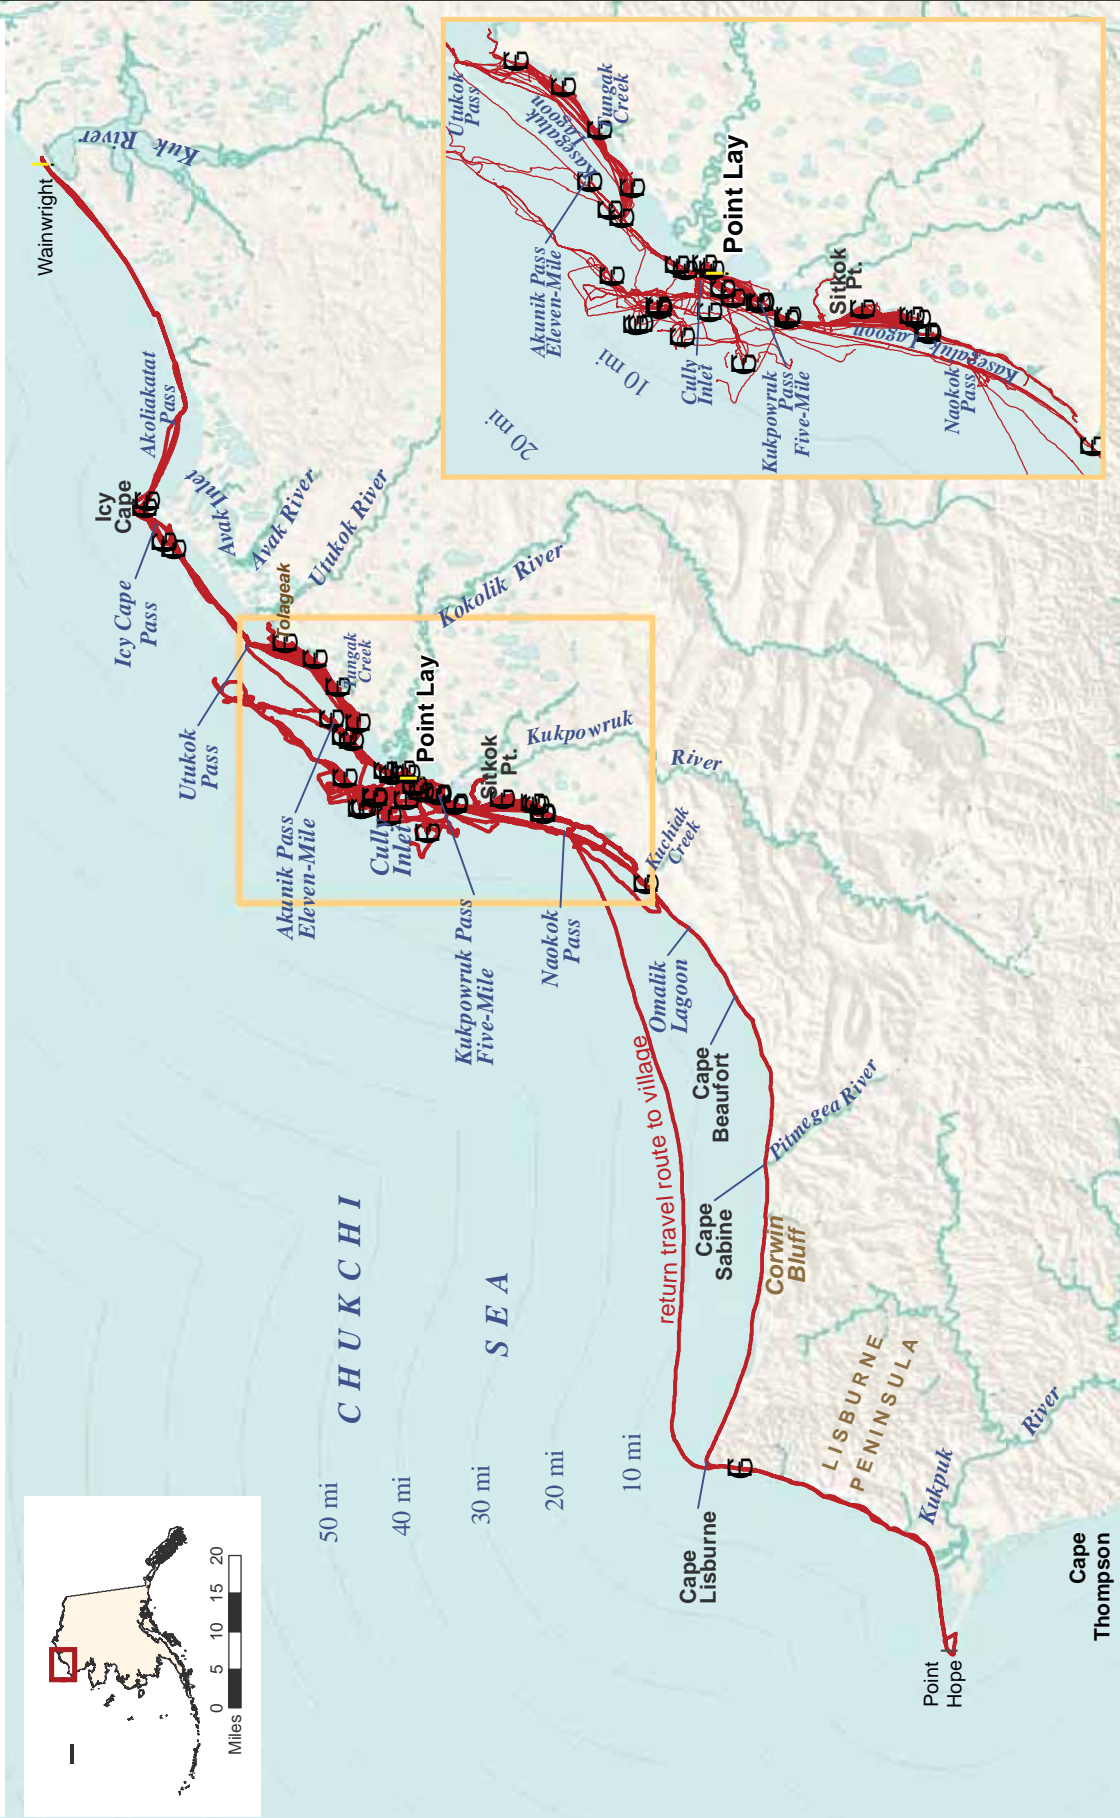 Wainwright
Kuk River
Akoliakatat
Pass
Icy
Cape
Avak Inlet
Avak River
Utukok River
Icy Cape
Pass
Tolageak
Kokolik River
Tungak
Creek
Utukok
Pass
Point Lay
Sitkok
Pt.
Kukpowruk
River
Akunik Pass
Eleven-Mile
Cully
Inlet
Kuchiak
Creek
Kukpowruk Pass
Five-Mile
Naokok
Pass
Omalik
Lagoon
Cape
Beaufort
return travel route to village
Pitmegea River
Cape
Sabine
Corwin
Bluff
CHUKCHI
SEA
LISBURNE
PENINSULA
50 mi
40 mi
30 mi
20 mi
10 mi
Cape
Lisburne
Kukpuk
River
Point
Hope
Cape
Thompson
Utukok
Pass
Kasegaluk
Lagoon
Tungak
Creek
Akunik Pass
Eleven-Mile
Point Lay
10 mi
20 mi
Cully
Inlet
Sitkok
Pt.
Kukpowruk
Pass
Five-Mile
Kasegaluk Lagoon
Naokok
Pass
0 5 10 15 20
Miles